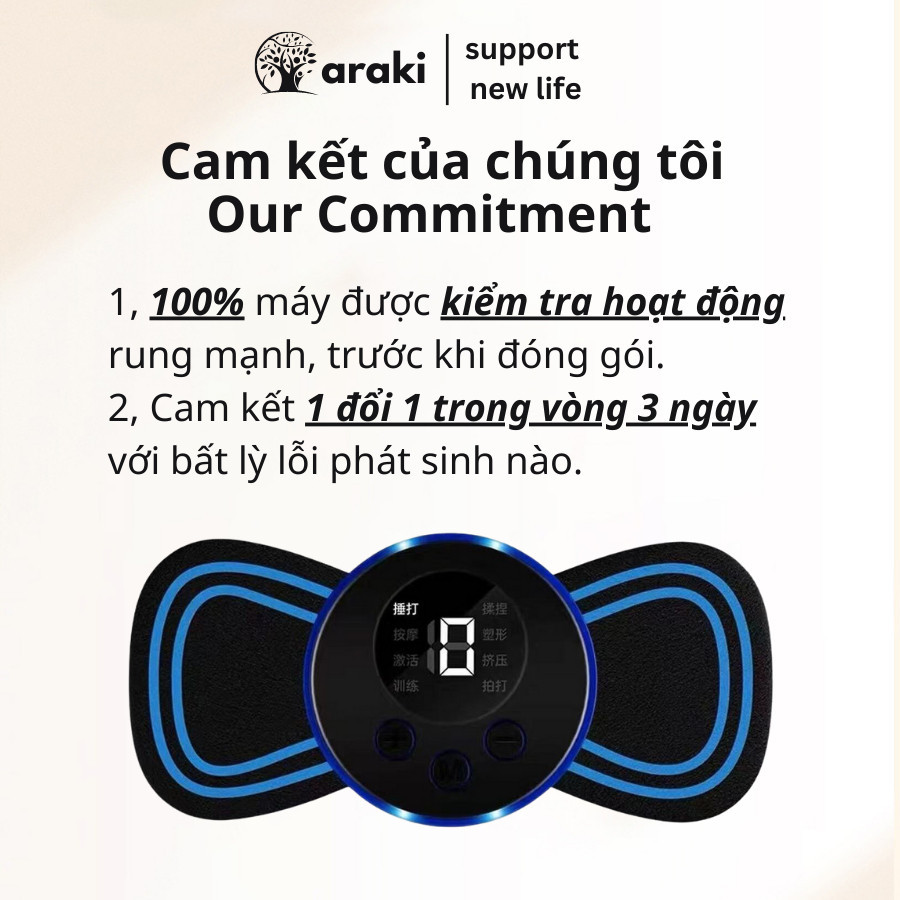 araki
support
new life
Cam kết của chúng tôi
Our Commitment
1, 100% máy được kiểm tra hoạt động
rung mạnh, trước khi đóng gói.
2, Cam kết 1 đổi 1 trong vòng 3 ngày
với bất lỳ lỗi phát sinh nào.
捶打 揉捏
按摩 塑形
激活 挤压
训练 拍打
18
+ −
M